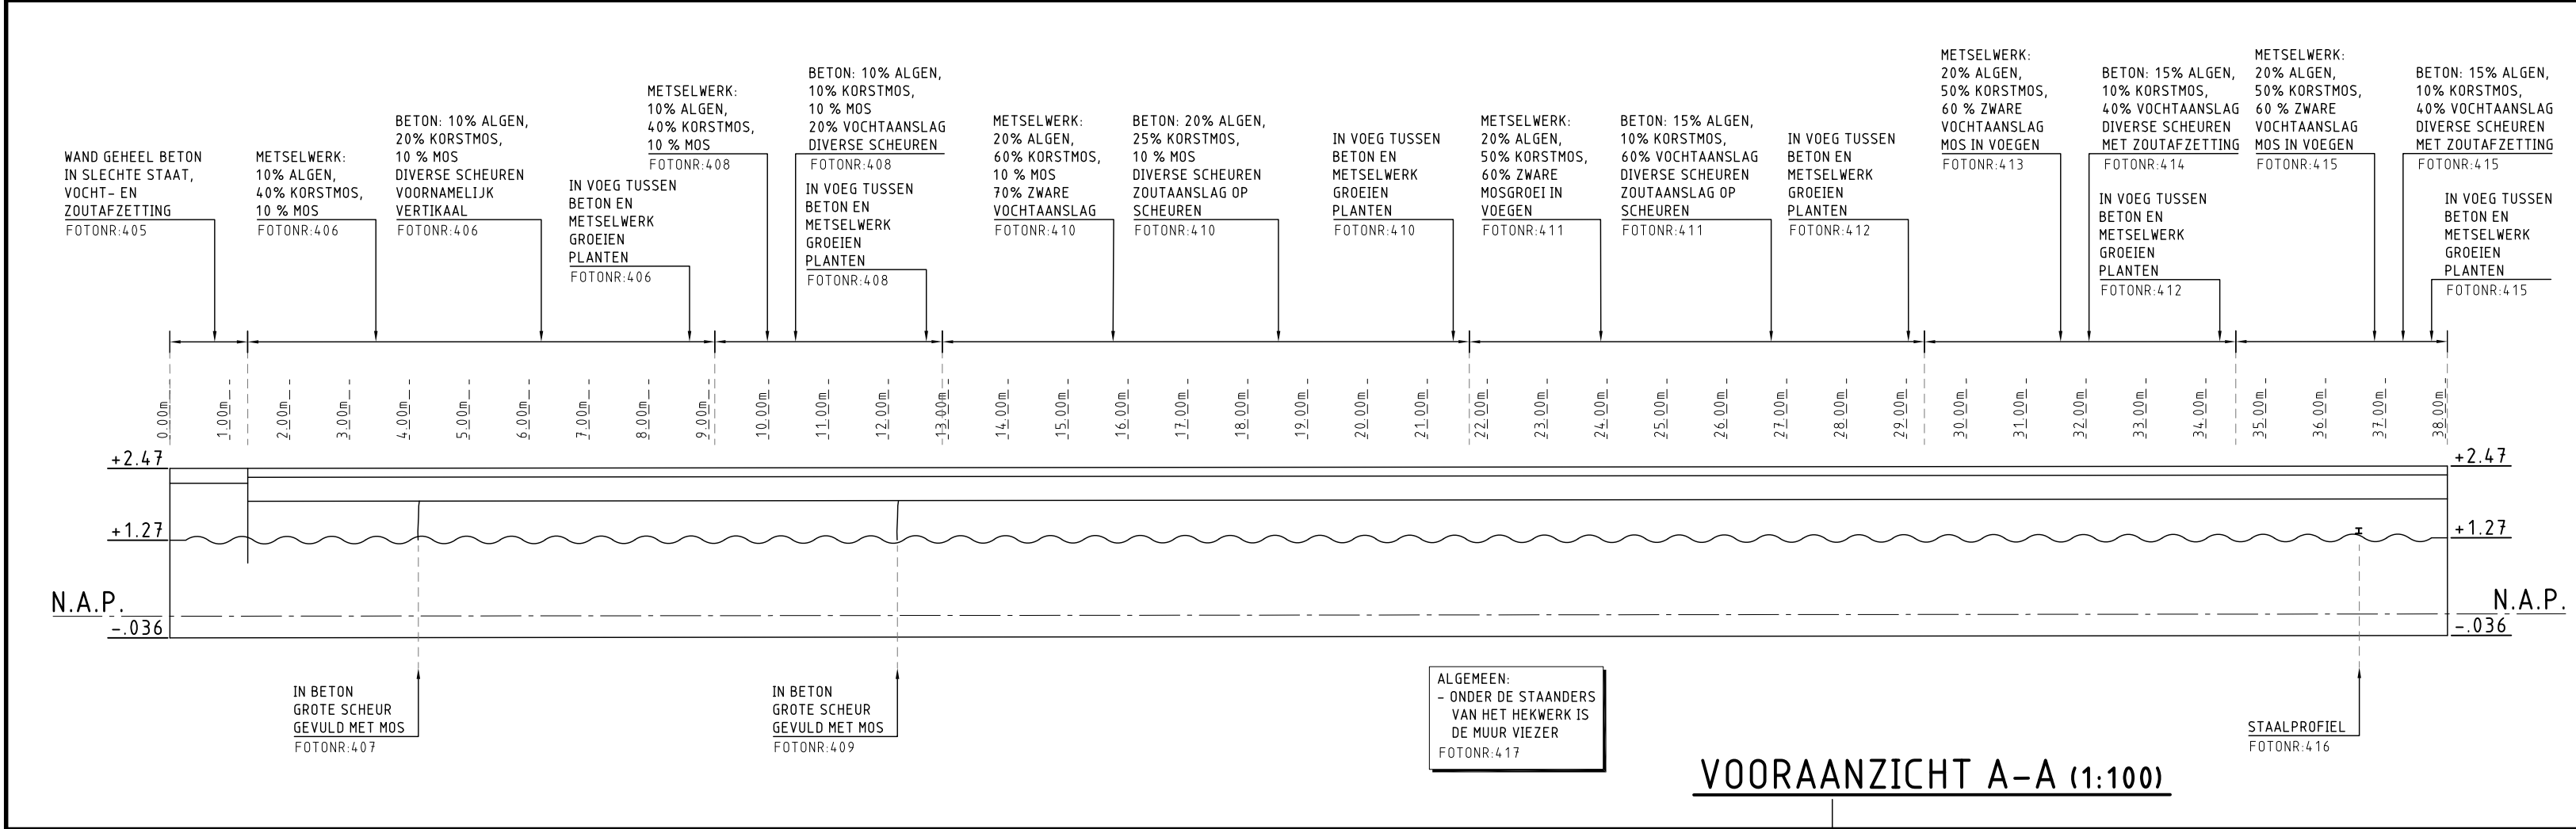 WAND GEHEEL BETON
IN SLECHTE STAAT,
VOCHT- EN
ZOUTAFZETTING
FOTONR:405
METSELWERK:
10% ALGEN,
40% KORSTMOS,
10 % MOS
FOTONR:406
BETON: 10% ALGEN,
20% KORSTMOS,
10 % MOS
DIVERSE SCHEUREN
VOORNAMELIJK
VERTIKAAL
FOTONR:406
IN VOEG TUSSEN
BETON EN
METSELWERK
GROEIEN
PLANTEN
FOTONR:406
METSELWERK:
10% ALGEN,
40% KORSTMOS,
10 % MOS
FOTONR:408
BETON: 10% ALGEN,
10% KORSTMOS,
10 % MOS
20% VOCHTAANSLAG
DIVERSE SCHEUREN
FOTONR:408
IN VOEG TUSSEN
BETON EN
METSELWERK
GROEIEN
PLANTEN
FOTONR:408
METSELWERK:
20% ALGEN,
60% KORSTMOS,
10 % MOS
70% ZWARE
VOCHTAANSLAG
FOTONR:410
BETON: 20% ALGEN,
25% KORSTMOS,
10 % MOS
DIVERSE SCHEUREN
ZOUTAANSLAG OP
SCHEUREN
FOTONR:410
IN VOEG TUSSEN
BETON EN
METSELWERK
GROEIEN
PLANTEN
FOTONR:410
METSELWERK:
20% ALGEN,
50% KORSTMOS,
60% ZWARE
MOSGROEI IN
VOEGEN
FOTONR:411
BETON: 15% ALGEN,
10% KORSTMOS,
60% VOCHTAANSLAG
DIVERSE SCHEUREN
ZOUTAANSLAG OP
SCHEUREN
FOTONR:411
IN VOEG TUSSEN
BETON EN
METSELWERK
GROEIEN
PLANTEN
FOTONR:412
METSELWERK:
20% ALGEN,
50% KORSTMOS,
60 % ZWARE
VOCHTAANSLAG
MOS IN VOEGEN
FOTONR:413
BETON: 15% ALGEN,
10% KORSTMOS,
40% VOCHTAANSLAG
DIVERSE SCHEUREN
MET ZOUTAFZETTING
FOTONR:414
IN VOEG TUSSEN
BETON EN
METSELWERK
GROEIEN
PLANTEN
FOTONR:412
METSELWERK:
20% ALGEN,
50% KORSTMOS,
60 % ZWARE
VOCHTAANSLAG
MOS IN VOEGEN
FOTONR:415
BETON: 15% ALGEN,
10% KORSTMOS,
40% VOCHTAANSLAG
DIVERSE SCHEUREN
MET ZOUTAFZETTING
FOTONR:415
IN VOEG TUSSEN
BETON EN
METSELWERK
GROEIEN
PLANTEN
FOTONR:415
0.00m
1.00m
2.00m
3.00m
4.00m
5.00m
6.00m
7.00m
8.00m
9.00m
10.00m
11.00m
12.00m
13.00m
14.00m
15.00m
16.00m
17.00m
18.00m
19.00m
20.00m
21.00m
22.00m
23.00m
24.00m
25.00m
26.00m
27.00m
28.00m
29.00m
30.00m
31.00m
32.00m
33.00m
34.00m
35.00m
36.00m
37.00m
38.00m
+2.47
+2.47
+1.27
+1.27
N.A.P.
N.A.P.
-.036
-.036
IN BETON
GROTE SCHEUR
GEVULD MET MOS
FOTONR:407
IN BETON
GROTE SCHEUR
GEVULD MET MOS
FOTONR:409
ALGEMEEN:
- ONDER DE STAANDERS
VAN HET HEKWERK IS
DE MUUR VIEZER
FOTONR:417
STAALPROFIEL
FOTONR:416
VOORAANZICHT A-A (1:100)